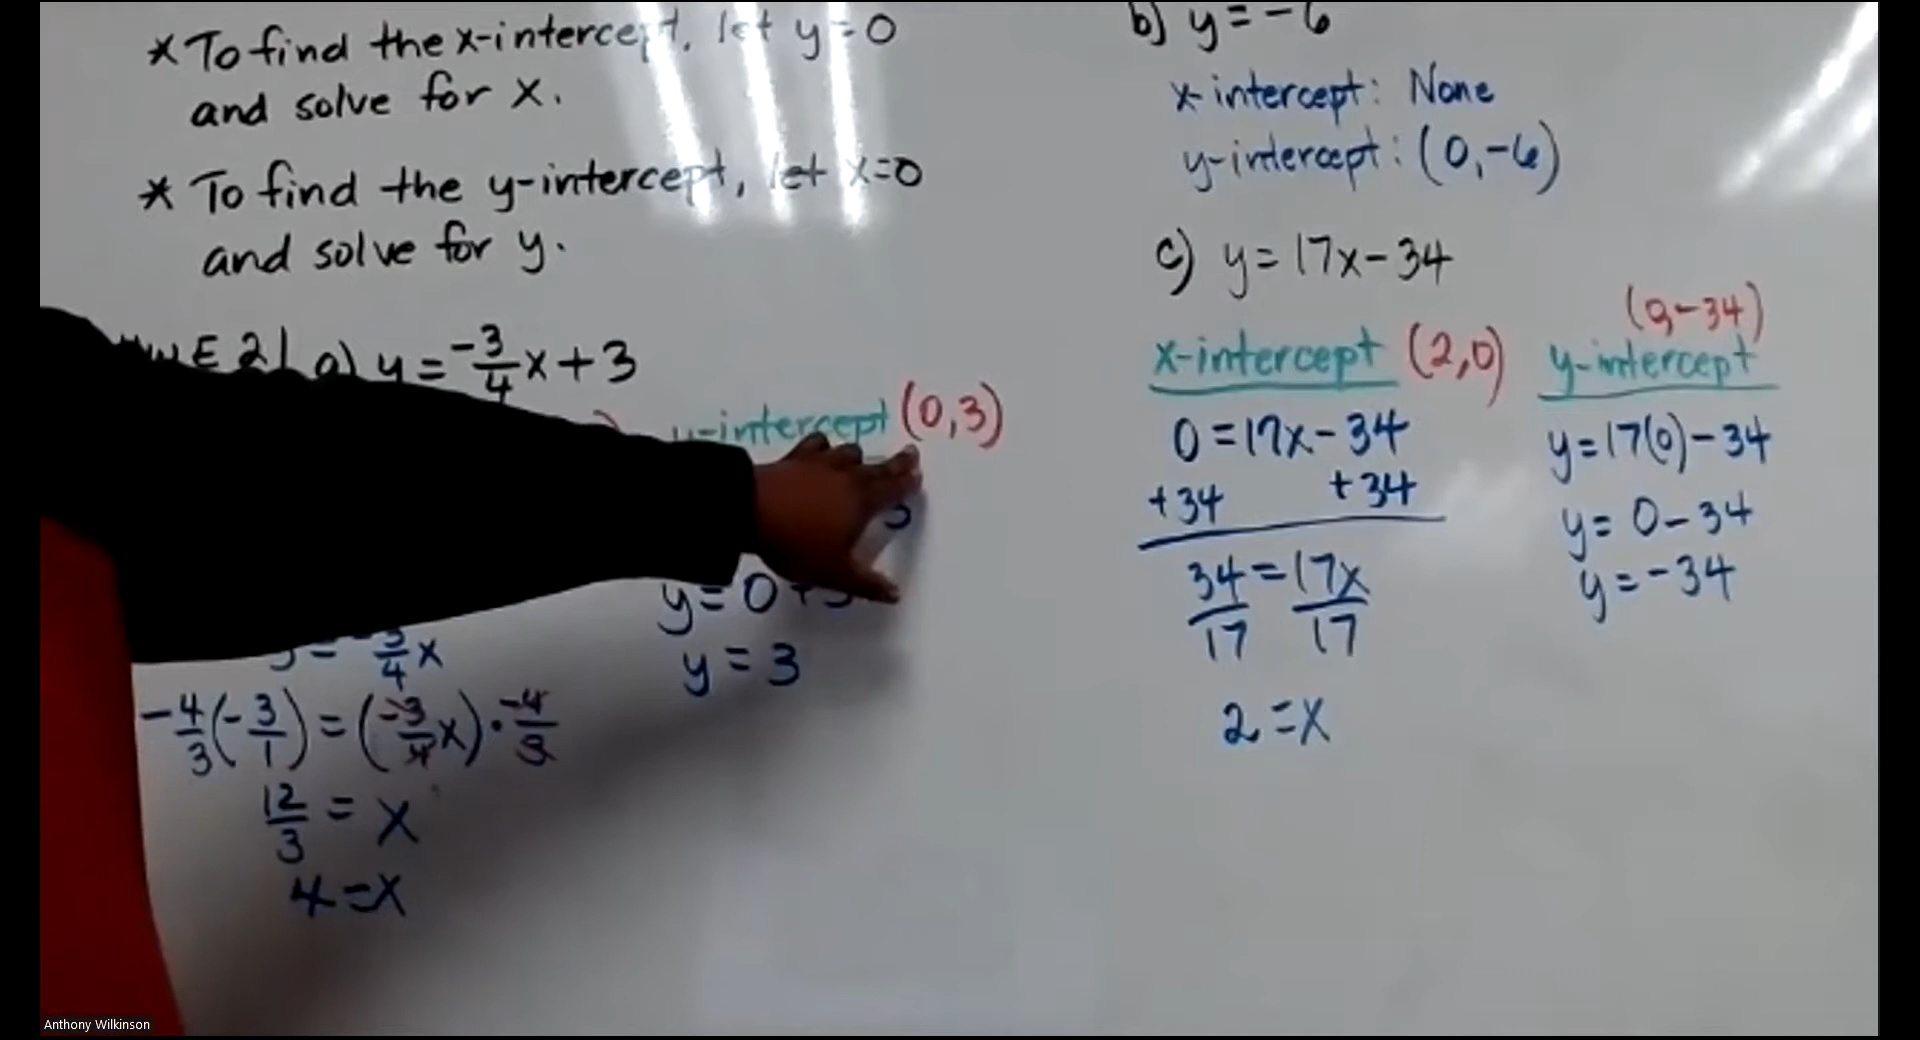 * To find the x-intercept, let y=0
and solve for x.
* To find the y-intercept, let x=0
and solve for y.
2 a) y = -3/4 x + 3
y-intercept (0,3)
y = 0 + 3
y = 3
3/4 x
-4/3 (-3/1) = (-3/4 x) · -4/3
12/3 = x
4 = x
b) y = -6
x-intercept: None
y-intercept: (0,-6)
c) y = 17x - 34
x-intercept (2,0)
0 = 17x - 34
+34 +34
34 = 17x
17 17
2 = x
(0,-34)
y-intercept
y = 17(0) - 34
y = 0 - 34
y = -34
Anthony Wilkinson